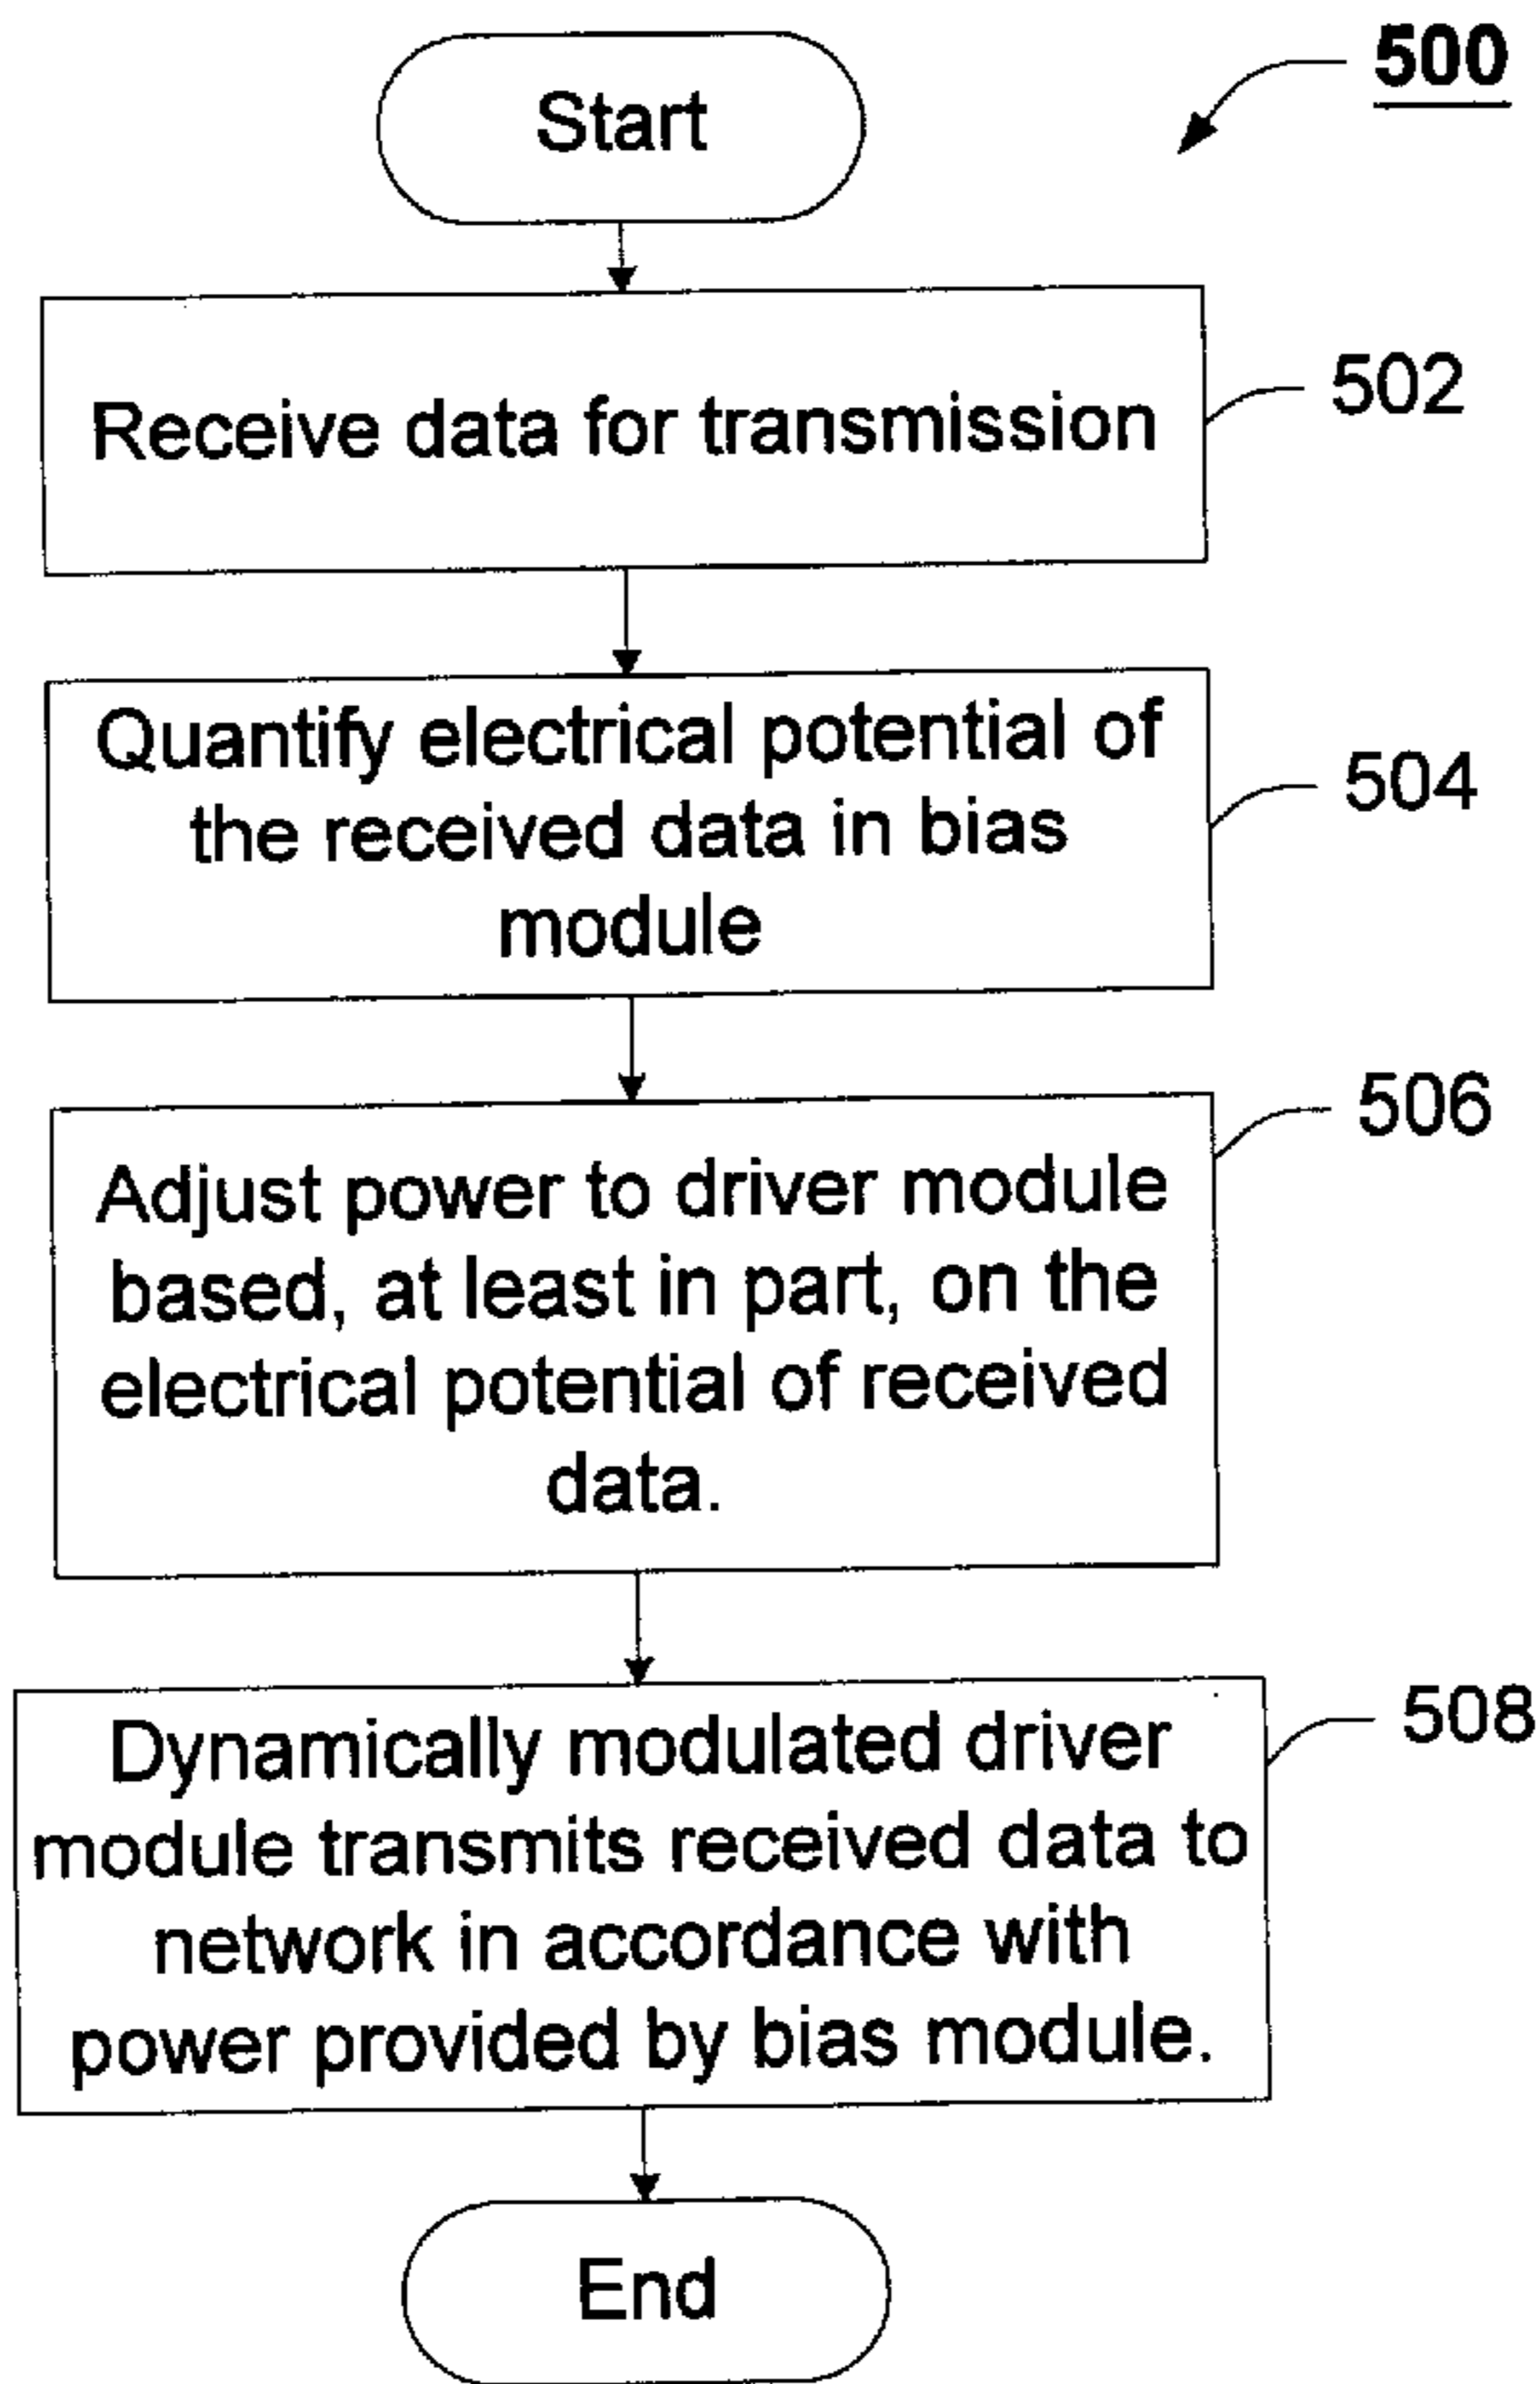 500
Start
Receive data for transmission
502
Quantify electrical potential of
the received data in bias
module
504
Adjust power to driver module
based, at least in part, on the
electrical potential of received
data.
506
Dynamically modulated driver
module transmits received data to
network in accordance with
power provided by bias module.
508
End